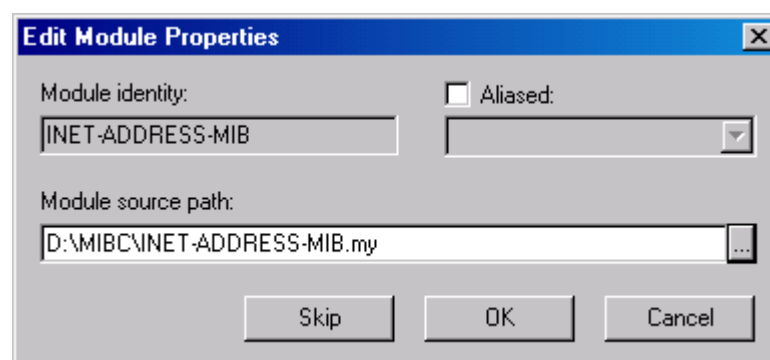 Edit Module Properties
Module identity:
Aliased:
INET-ADDRESS-MIB
Module source path:
D:\MIBC\INET-ADDRESS-MIB.my
...
Skip
OK
Cancel